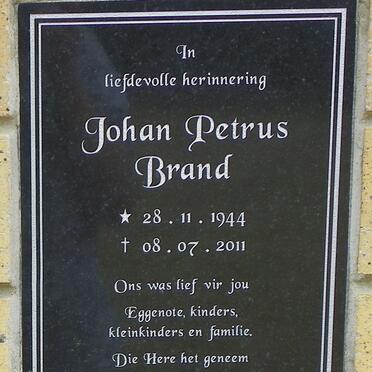 In
liefdevolle herinnering
Johan Petrus
Brand
★ 28 . 11 . 1944
† 08 . 07 . 2011
Ons was lief vir jou
Eggenote, kinders,
kleinkinders en familie.
Die Here het geneem